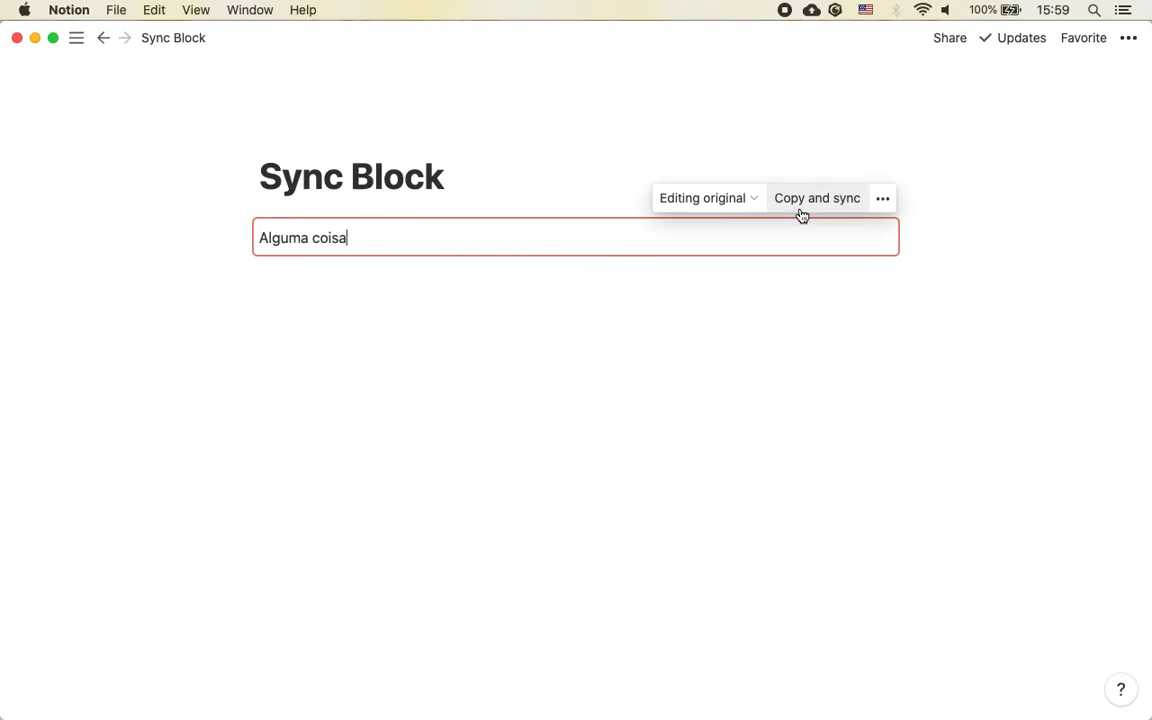 Notion File Edit View Window Help 100% 15:59
Sync Block Share Updates Favorite •••
Sync Block
Editing original Copy and sync •••
Alguma coisa
?